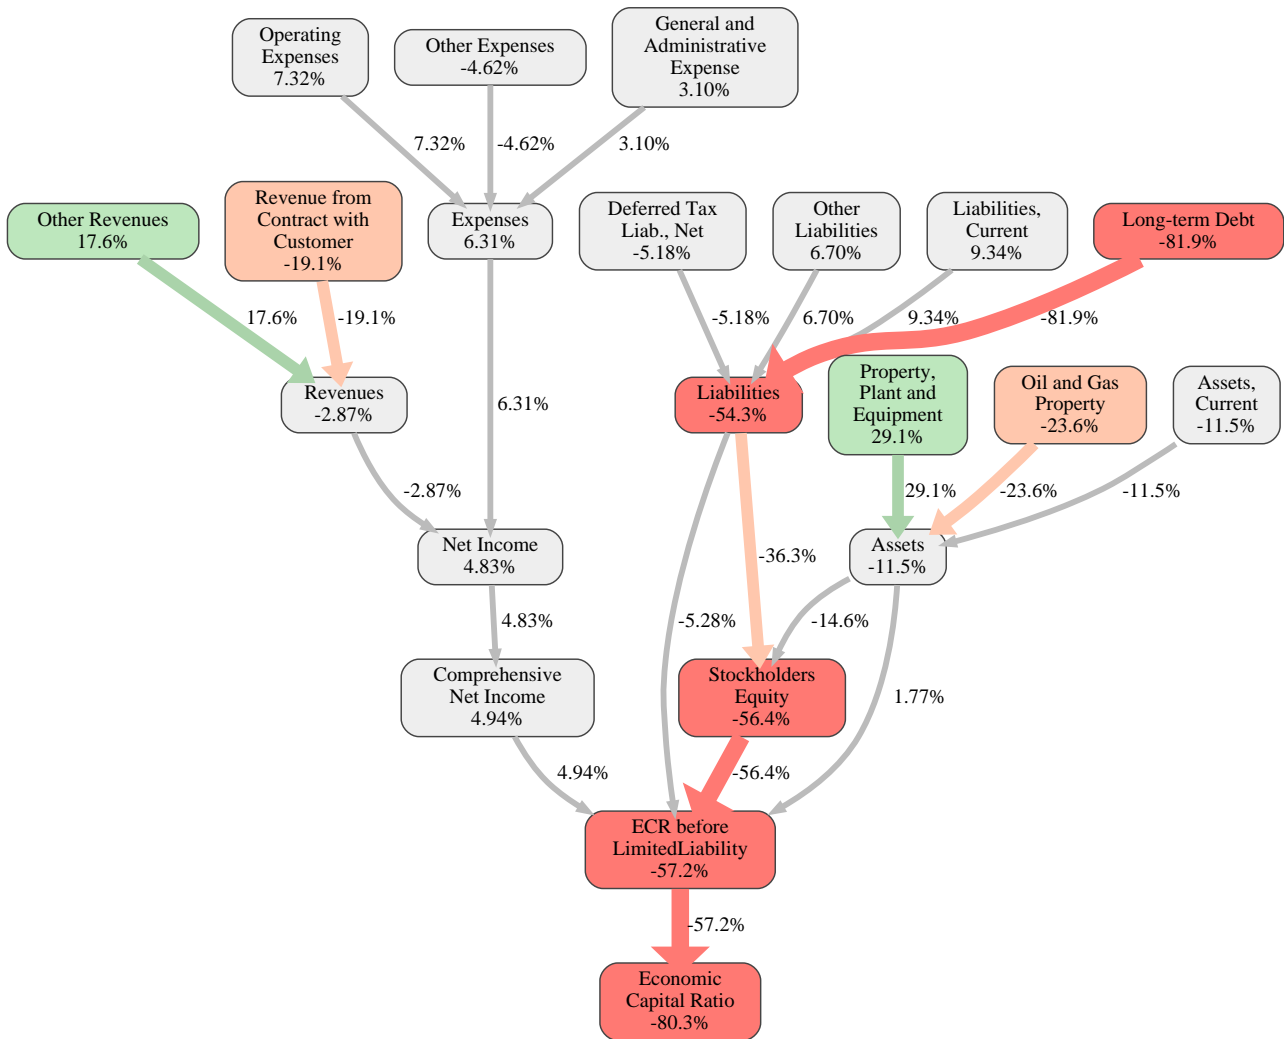 Operating
Expenses
7.32%
Other Expenses
-4.62%
General and
Administrative
Expense
3.10%
7.32%
-4.62%
3.10%
Other Revenues
17.6%
Revenue from
Contract with
Customer
-19.1%
Expenses
6.31%
Deferred Tax
Liab., Net
-5.18%
Other
Liabilities
6.70%
Liabilities,
Current
9.34%
Long-term Debt
-81.9%
17.6%
-19.1%
-5.18%
6.70%
9.34%
-81.9%
Revenues
-2.87%
6.31%
Liabilities
-54.3%
Property,
Plant and
Equipment
29.1%
Oil and Gas
Property
-23.6%
Assets,
Current
-11.5%
-2.87%
29.1%
-23.6%
-11.5%
Net Income
4.83%
-36.3%
Assets
-11.5%
4.83%
-5.28%
-14.6%
Comprehensive
Net Income
4.94%
Stockholders
Equity
-56.4%
1.77%
4.94%
-56.4%
ECR before
LimitedLiability
-57.2%
-57.2%
Economic
Capital Ratio
-80.3%